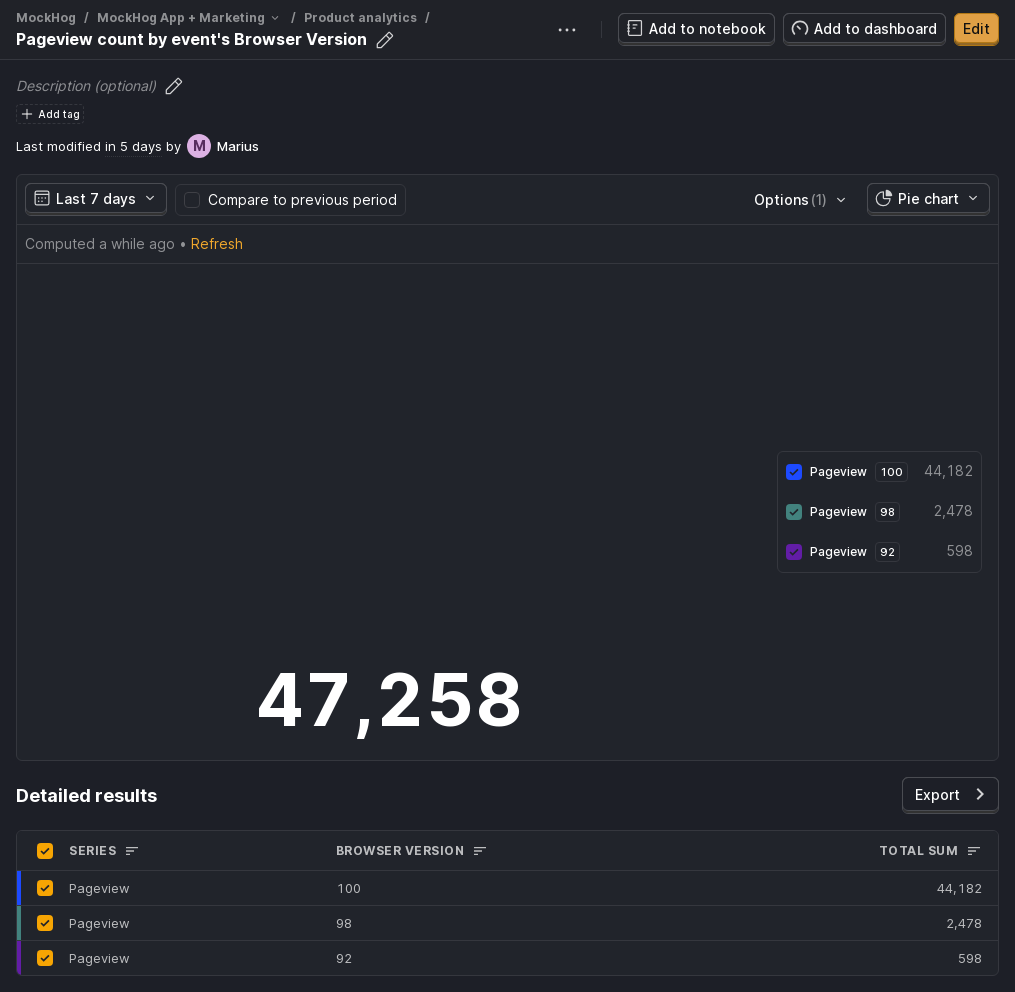 MockHog / MockHog App + Marketing / Product analytics /
Pageview count by event's Browser Version
Add to notebook
Add to dashboard
Edit
Description (optional)
Add tag
Last modified in 5 days by M Marius
Last 7 days
Compare to previous period
Options (1)
Pie chart
Computed a while ago • Refresh
Pageview 100 44,182
Pageview 98 2,478
Pageview 92 598
47,258
Detailed results
Export
SERIES BROWSER VERSION TOTAL SUM
Pageview 100 44,182
Pageview 98 2,478
Pageview 92 598